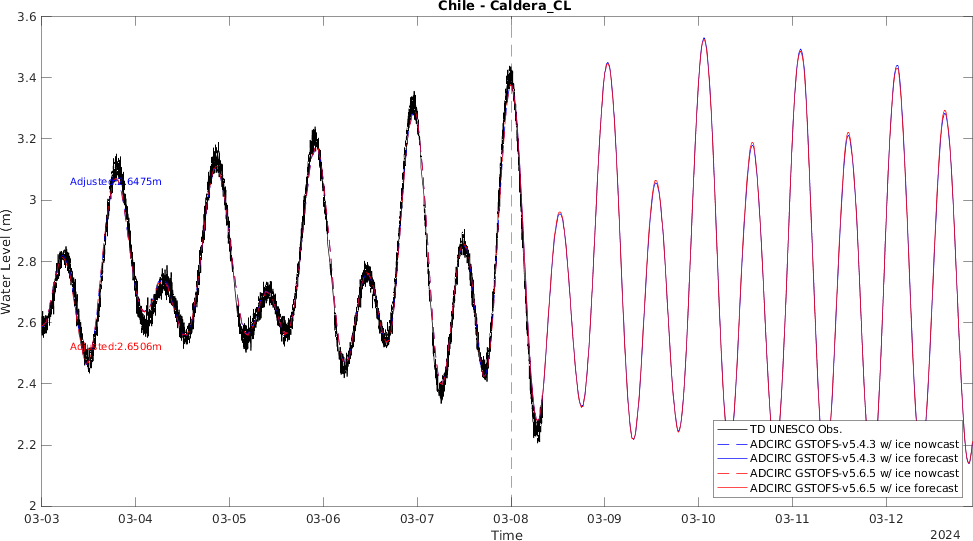 Chile - Caldera_CL
3.6
3.4
3.2
3
2.8
2.6
2.4
2.2
2
Water Level (m)
Adjusted: 6475m
Adjusted:2.6506m
TD UNESCO Obs.
ADCIRC GSTOFS-v5.4.3 w/ ice nowcast
ADCIRC GSTOFS-v5.4.3 w/ ice forecast
ADCIRC GSTOFS-v5.6.5 w/ ice nowcast
ADCIRC GSTOFS-v5.6.5 w/ ice forecast
03-03 03-04 03-05 03-06 03-07 03-08 03-09 03-10 03-11 03-12
Time
2024